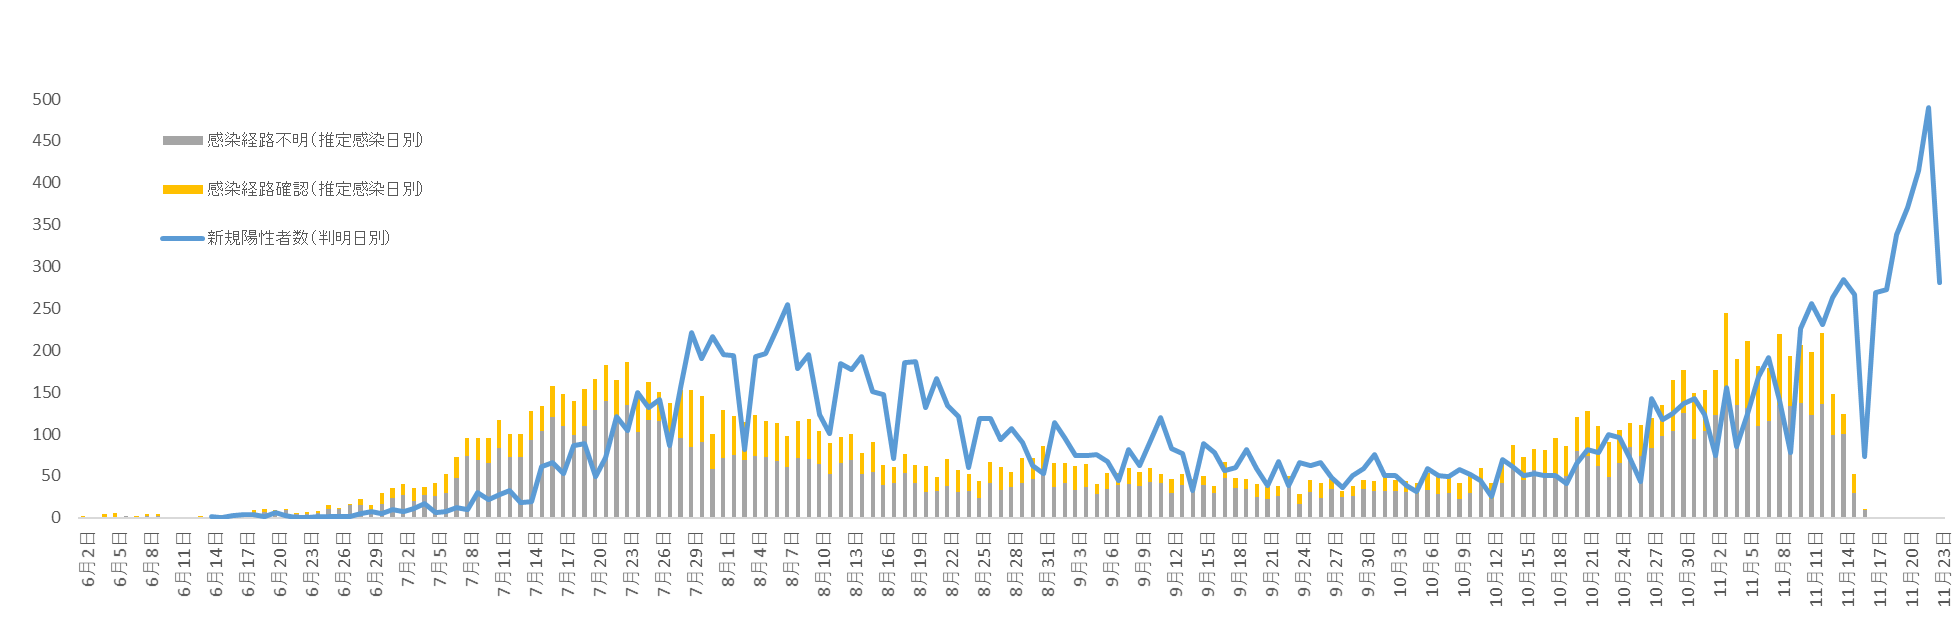 500
450
400
350
300
250
200
150
100
50
0
感染経路不明(推定感染日別)
感染経路確認(推定感染日別)
新規陽性者数(判明日別)
6月2日
6月5日
6月8日
6月11日
6月14日
6月17日
6月20日
6月23日
6月26日
6月29日
7月2日
7月5日
7月8日
7月11日
7月14日
7月17日
7月20日
7月23日
7月26日
7月29日
8月1日
8月4日
8月7日
8月10日
8月13日
8月16日
8月19日
8月22日
8月25日
8月28日
8月31日
9月3日
9月6日
9月9日
9月12日
9月15日
9月18日
9月21日
9月24日
9月27日
9月30日
10月3日
10月6日
10月9日
10月12日
10月15日
10月18日
10月21日
10月24日
10月27日
10月30日
11月2日
11月5日
11月8日
11月11日
11月14日
11月17日
11月20日
11月23日